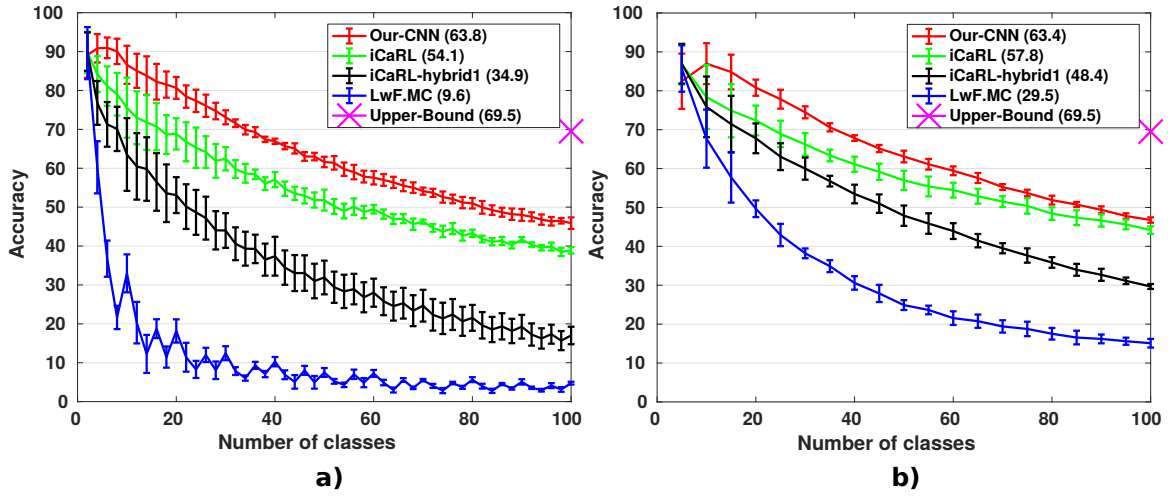 100
90
80
70
60
50
40
30
20
10
0
Accuracy
Our-CNN (63.8)
iCaRL (54.1)
iCaRL-hybrid1 (34.9)
LwF.MC (9.6)
Upper-Bound (69.5)
0 20 40 60 80 100
Number of classes
a)
100
90
80
70
60
50
40
30
20
10
0
Accuracy
Our-CNN (63.4)
iCaRL (57.8)
iCaRL-hybrid1 (48.4)
LwF.MC (29.5)
Upper-Bound (69.5)
0 20 40 60 80 100
Number of classes
b)